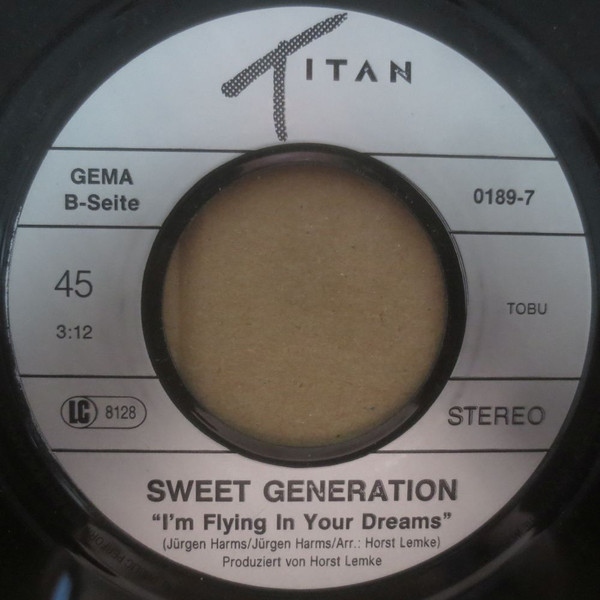 TITAN
GEMA
B-Seite
0189-7
45
3:12
TOBU
LC 8128
STEREO
SWEET GENERATION
“I'm Flying In Your Dreams”
(Jürgen Harms/Jürgen Harms/Arr.: Horst Lemke)
Produziert von Horst Lemke